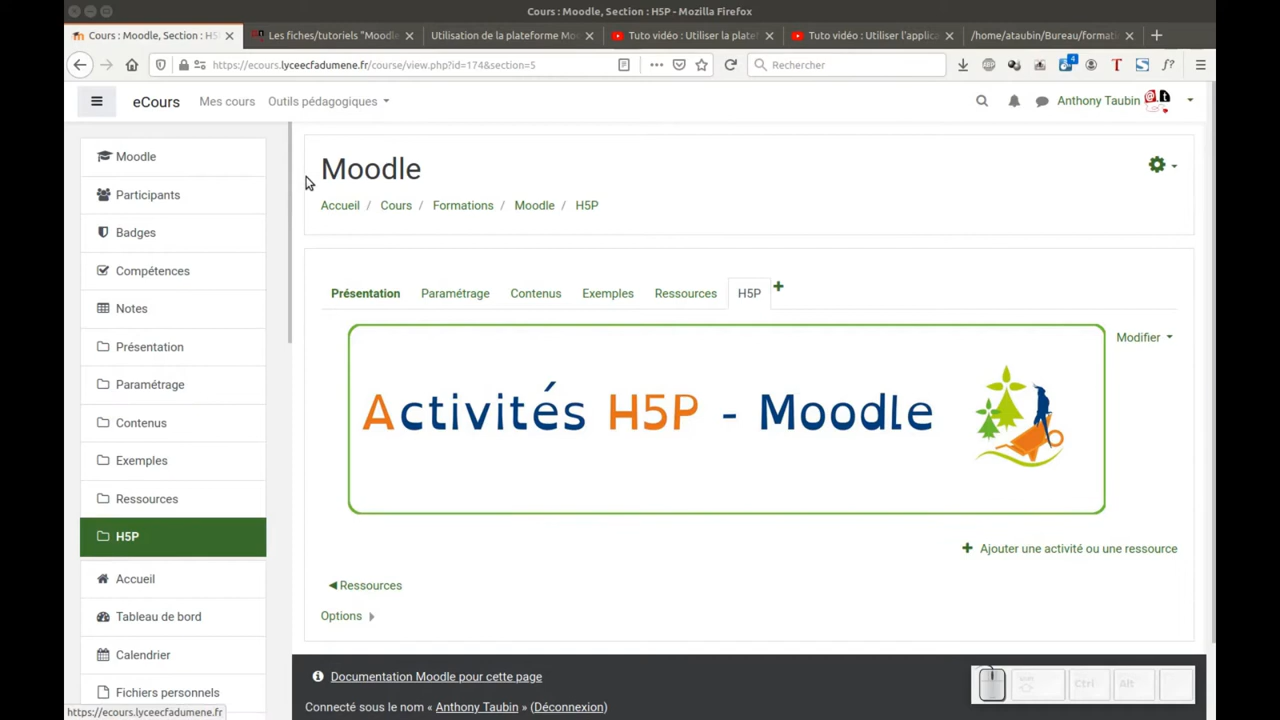 Cours : Moodle, Section : H5P - Mozilla Firefox
Cours : Moodle, Section : H5
Les fiches/tutoriels "Moodle
Utilisation de la plateforme Mo
Tuto vidéo : Utiliser la platef
Tuto vidéo : Utiliser l'applica
/home/ataubin/Bureau/formati
https://ecours.lyceecfadumene.fr/course/view.php?id=174&section=5
Rechercher
4
eCours
Mes cours
Outils pédagogiques
Anthony Taubin
Moodle
Participants
Badges
Compétences
Notes
Présentation
Paramétrage
Contenus
Exemples
Ressources
H5P
Accueil
Tableau de bord
Calendrier
Fichiers personnels
Moodle
Accueil / Cours / Formations / Moodle / H5P
Présentation Paramétrage Contenus Exemples Ressources H5P
Modifier
Activités H5P - Moodle
Ajouter une activité ou une ressource
Ressources
Options
Documentation Moodle pour cette page
Connecté sous le nom « Anthony Taubin » (Déconnexion)
Ctrl
Alt
https://ecours.lyceecfadumene.fr